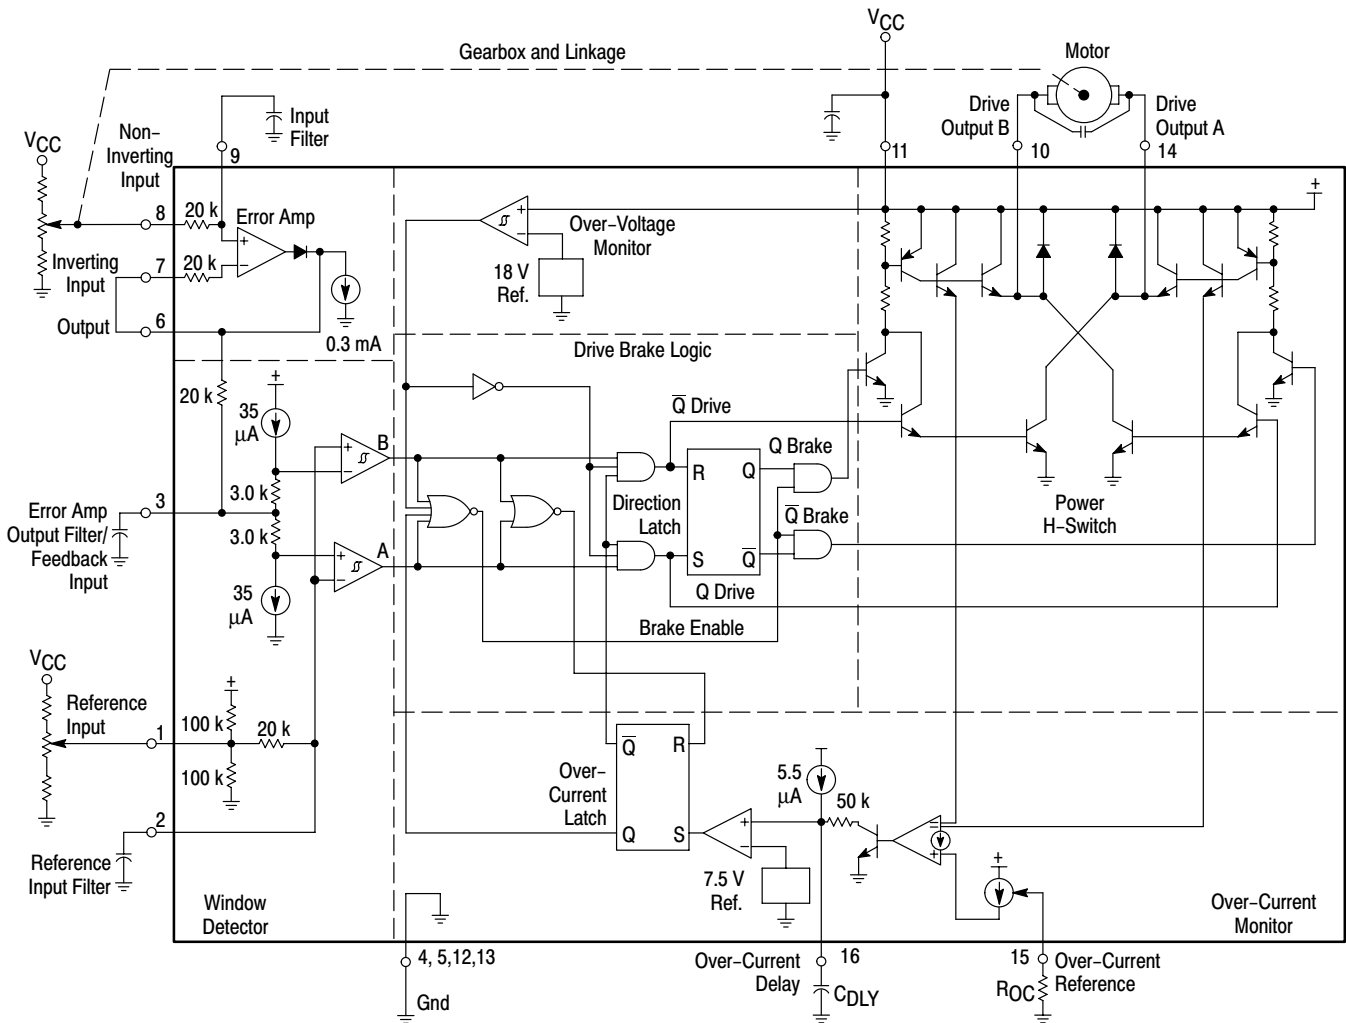 VCC
Gearbox and Linkage
Motor
Input
Filter
Drive
Output B
Drive
Output A
VCC
Non–
Inverting
Input
9
11
10
14
8
20 k
Error Amp
+
–
+
–
Over–Voltage
Monitor
+
Inverting
Input
7
20 k
18 V
Ref.
Output
6
0.3 mA
Drive Brake Logic
20 k
+
35
µA
Q Drive
B
+
–
Q Brake
R
Q
3.0 k
Direction
Latch
Q Brake
Power
H–Switch
3
Error Amp
Output Filter/
Feedback
Input
3.0 k
A
+
–
S
Q
35
µA
Q Drive
Brake Enable
VCC
Reference
Input
+
1
100 k
20 k
100 k
Q
R
Over–
Current
Latch
Q
S
5.5
µA
50 k
+
–
=
+
2
Reference
Input Filter
7.5 V
Ref.
+
Window
Detector
Over–Current
Monitor
4, 5,12,13
Gnd
Over–Current
Delay
16
CDLY
15
Over–Current
Reference
ROC